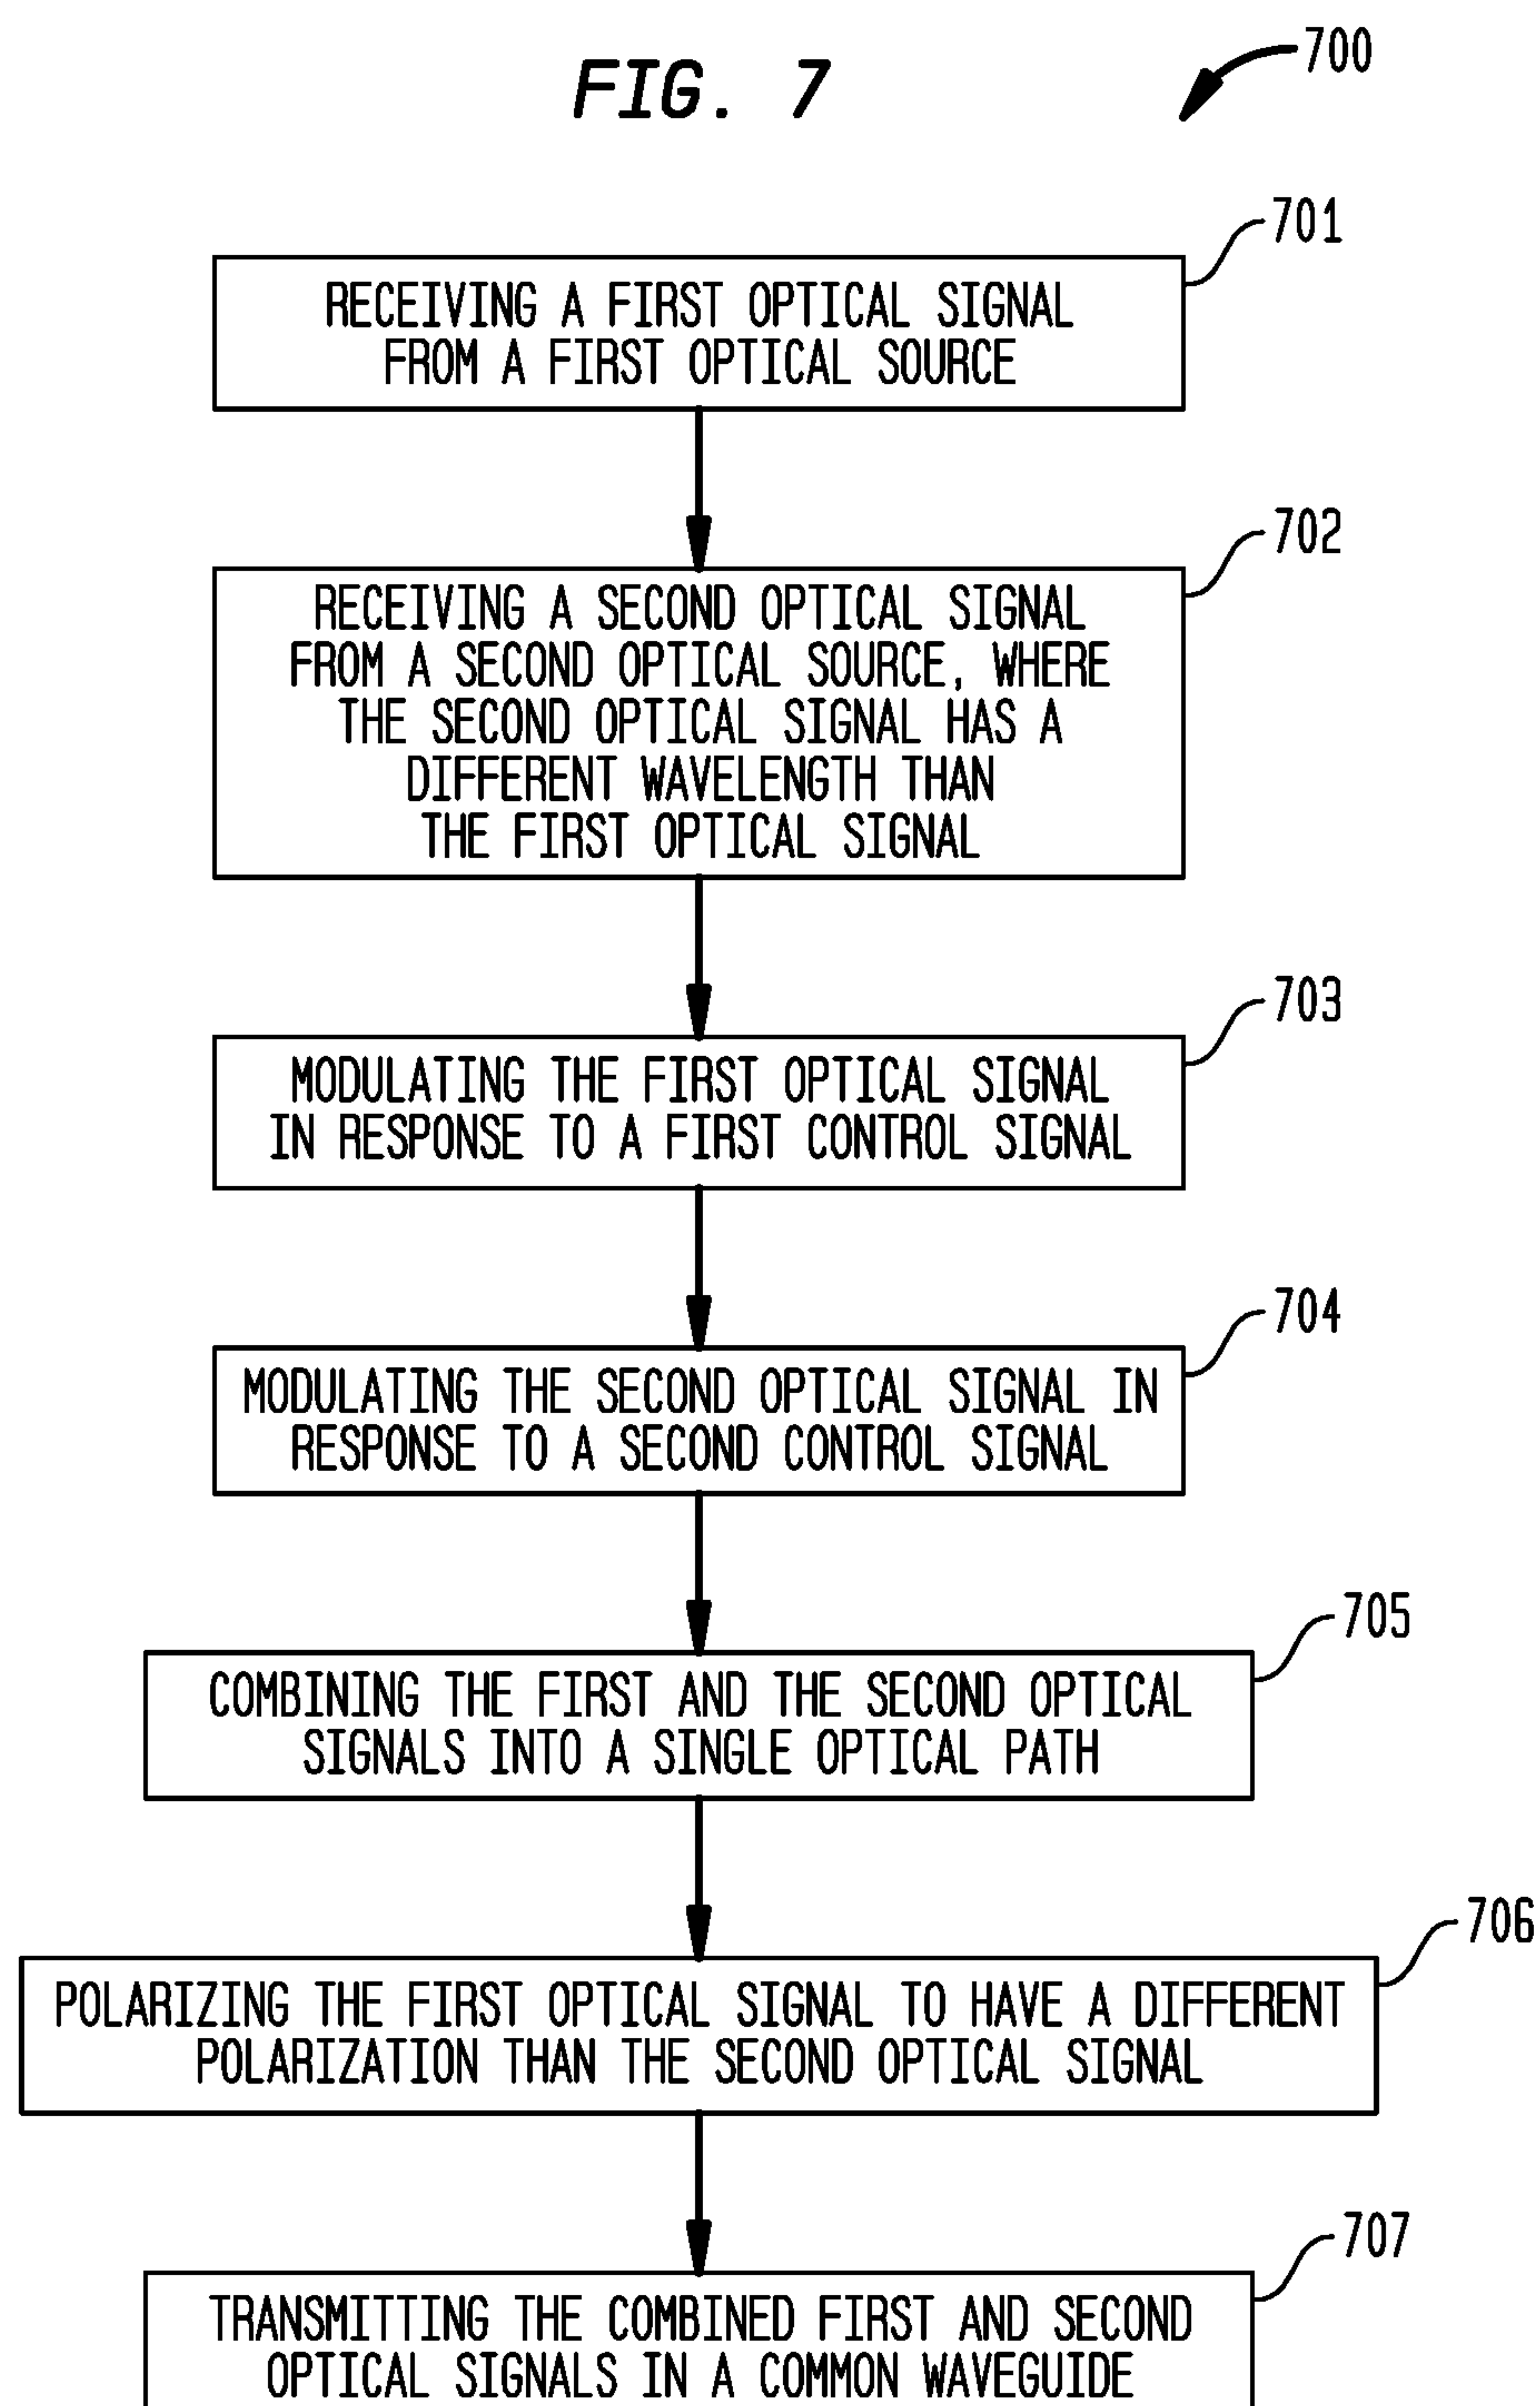 FIG. 7
700
701
RECEIVING A FIRST OPTICAL SIGNAL
FROM A FIRST OPTICAL SOURCE
702
RECEIVING A SECOND OPTICAL SIGNAL
FROM A SECOND OPTICAL SOURCE, WHERE
THE SECOND OPTICAL SIGNAL HAS A
DIFFERENT WAVELENGTH THAN
THE FIRST OPTICAL SIGNAL
703
MODULATING THE FIRST OPTICAL SIGNAL
IN RESPONSE TO A FIRST CONTROL SIGNAL
704
MODULATING THE SECOND OPTICAL SIGNAL IN
RESPONSE TO A SECOND CONTROL SIGNAL
705
COMBINING THE FIRST AND THE SECOND OPTICAL
SIGNALS INTO A SINGLE OPTICAL PATH
706
POLARIZING THE FIRST OPTICAL SIGNAL TO HAVE A DIFFERENT
POLARIZATION THAN THE SECOND OPTICAL SIGNAL
707
TRANSMITTING THE COMBINED FIRST AND SECOND
OPTICAL SIGNALS IN A COMMON WAVEGUIDE